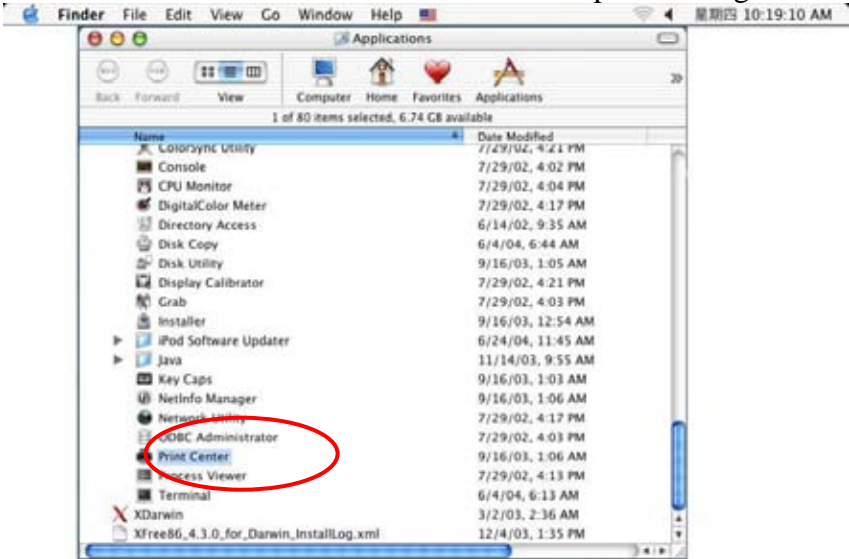 Finder File Edit View Go Window Help 星期四 10:19:10 AM
Applications
Back Forward View Computer Home Favorites Applications
1 of 80 items selected, 6.74 GB available
Name Date Modified
ColorSync Utility 7/29/02, 4:21 PM
Console 7/29/02, 4:02 PM
CPU Monitor 7/29/02, 4:04 PM
DigitalColor Meter 7/29/02, 4:17 PM
Directory Access 6/14/02, 9:35 AM
Disk Copy 6/4/04, 6:44 AM
Disk Utility 9/16/03, 1:05 AM
Display Calibrator 7/29/02, 4:21 PM
Grab 7/29/02, 4:03 PM
Installer 9/16/03, 12:54 AM
iPod Software Updater 6/24/04, 11:45 AM
Java 11/14/03, 9:55 AM
Key Caps 9/16/03, 1:03 AM
NetInfo Manager 9/16/03, 1:06 AM
Network Utility 7/29/02, 4:17 PM
ODBC Administrator 7/29/02, 4:03 PM
Print Center 9/16/03, 1:06 AM
Process Viewer 7/29/02, 4:13 PM
Terminal 6/4/04, 6:13 AM
XDarwin 3/2/03, 2:36 AM
XFree86_4.3.0_for_Darwin_InstallLog.xml 12/4/03, 1:35 PM